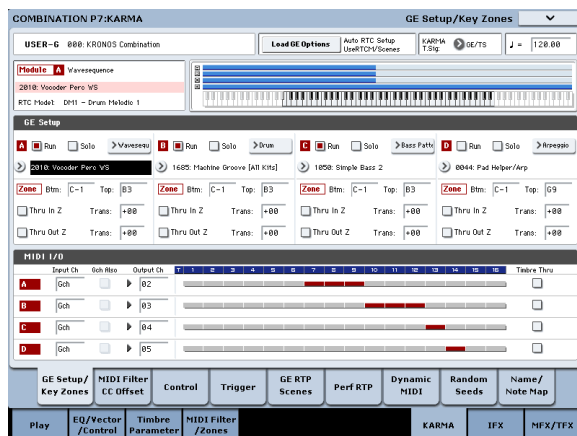 COMBINATION P7:KARMA GE Setup/Key Zones
USER-G 000: KRONOS Combination Load GE Options Auto RTC Setup UseRTCM/Scenes KARMA T.Stg: GE/TS ♩ = 120.00
Module A Wavesequence
2010: Vocoder Perc WS
RTC Model: DM1 - Drum Melodic 1
GE Setup
A Run Solo >Wavesequ B Run Solo >Drum C Run Solo >Bass Patte D Run Solo >Arpeggio
2010: Vocoder Perc WS 1685: Machine Groove [All Kits] 1050: Simple Bass 2 0044: Pad Helper/Arp
Zone Btm: C-1 Top: B3 Zone Btm: C-1 Top: B3 Zone Btm: C-1 Top: B3 Zone Btm: C-1 Top: G9
Thru In Z Trans: +00 Thru In Z Trans: +00 Thru In Z Trans: +00 Thru In Z Trans: +00
Thru Out Z Trans: +00 Thru Out Z Trans: +00 Thru Out Z Trans: +00 Thru Out Z Trans: +00
MIDI I/O
Input Ch Gch Also Output Ch T 1 2 3 4 5 6 7 8 9 10 11 12 13 14 15 16 Timbre Thru
A Gch 02
B Gch 03
C Gch 04
D Gch 05
GE Setup/ Key Zones MIDI Filter CC Offset Control Trigger GE RTP Scenes Perf RTP Dynamic MIDI Random Seeds Name/ Note Map
Play EQ/Vector /Control Timbre Parameter MIDI Filter /Zones KARMA IFX MFX/TFX